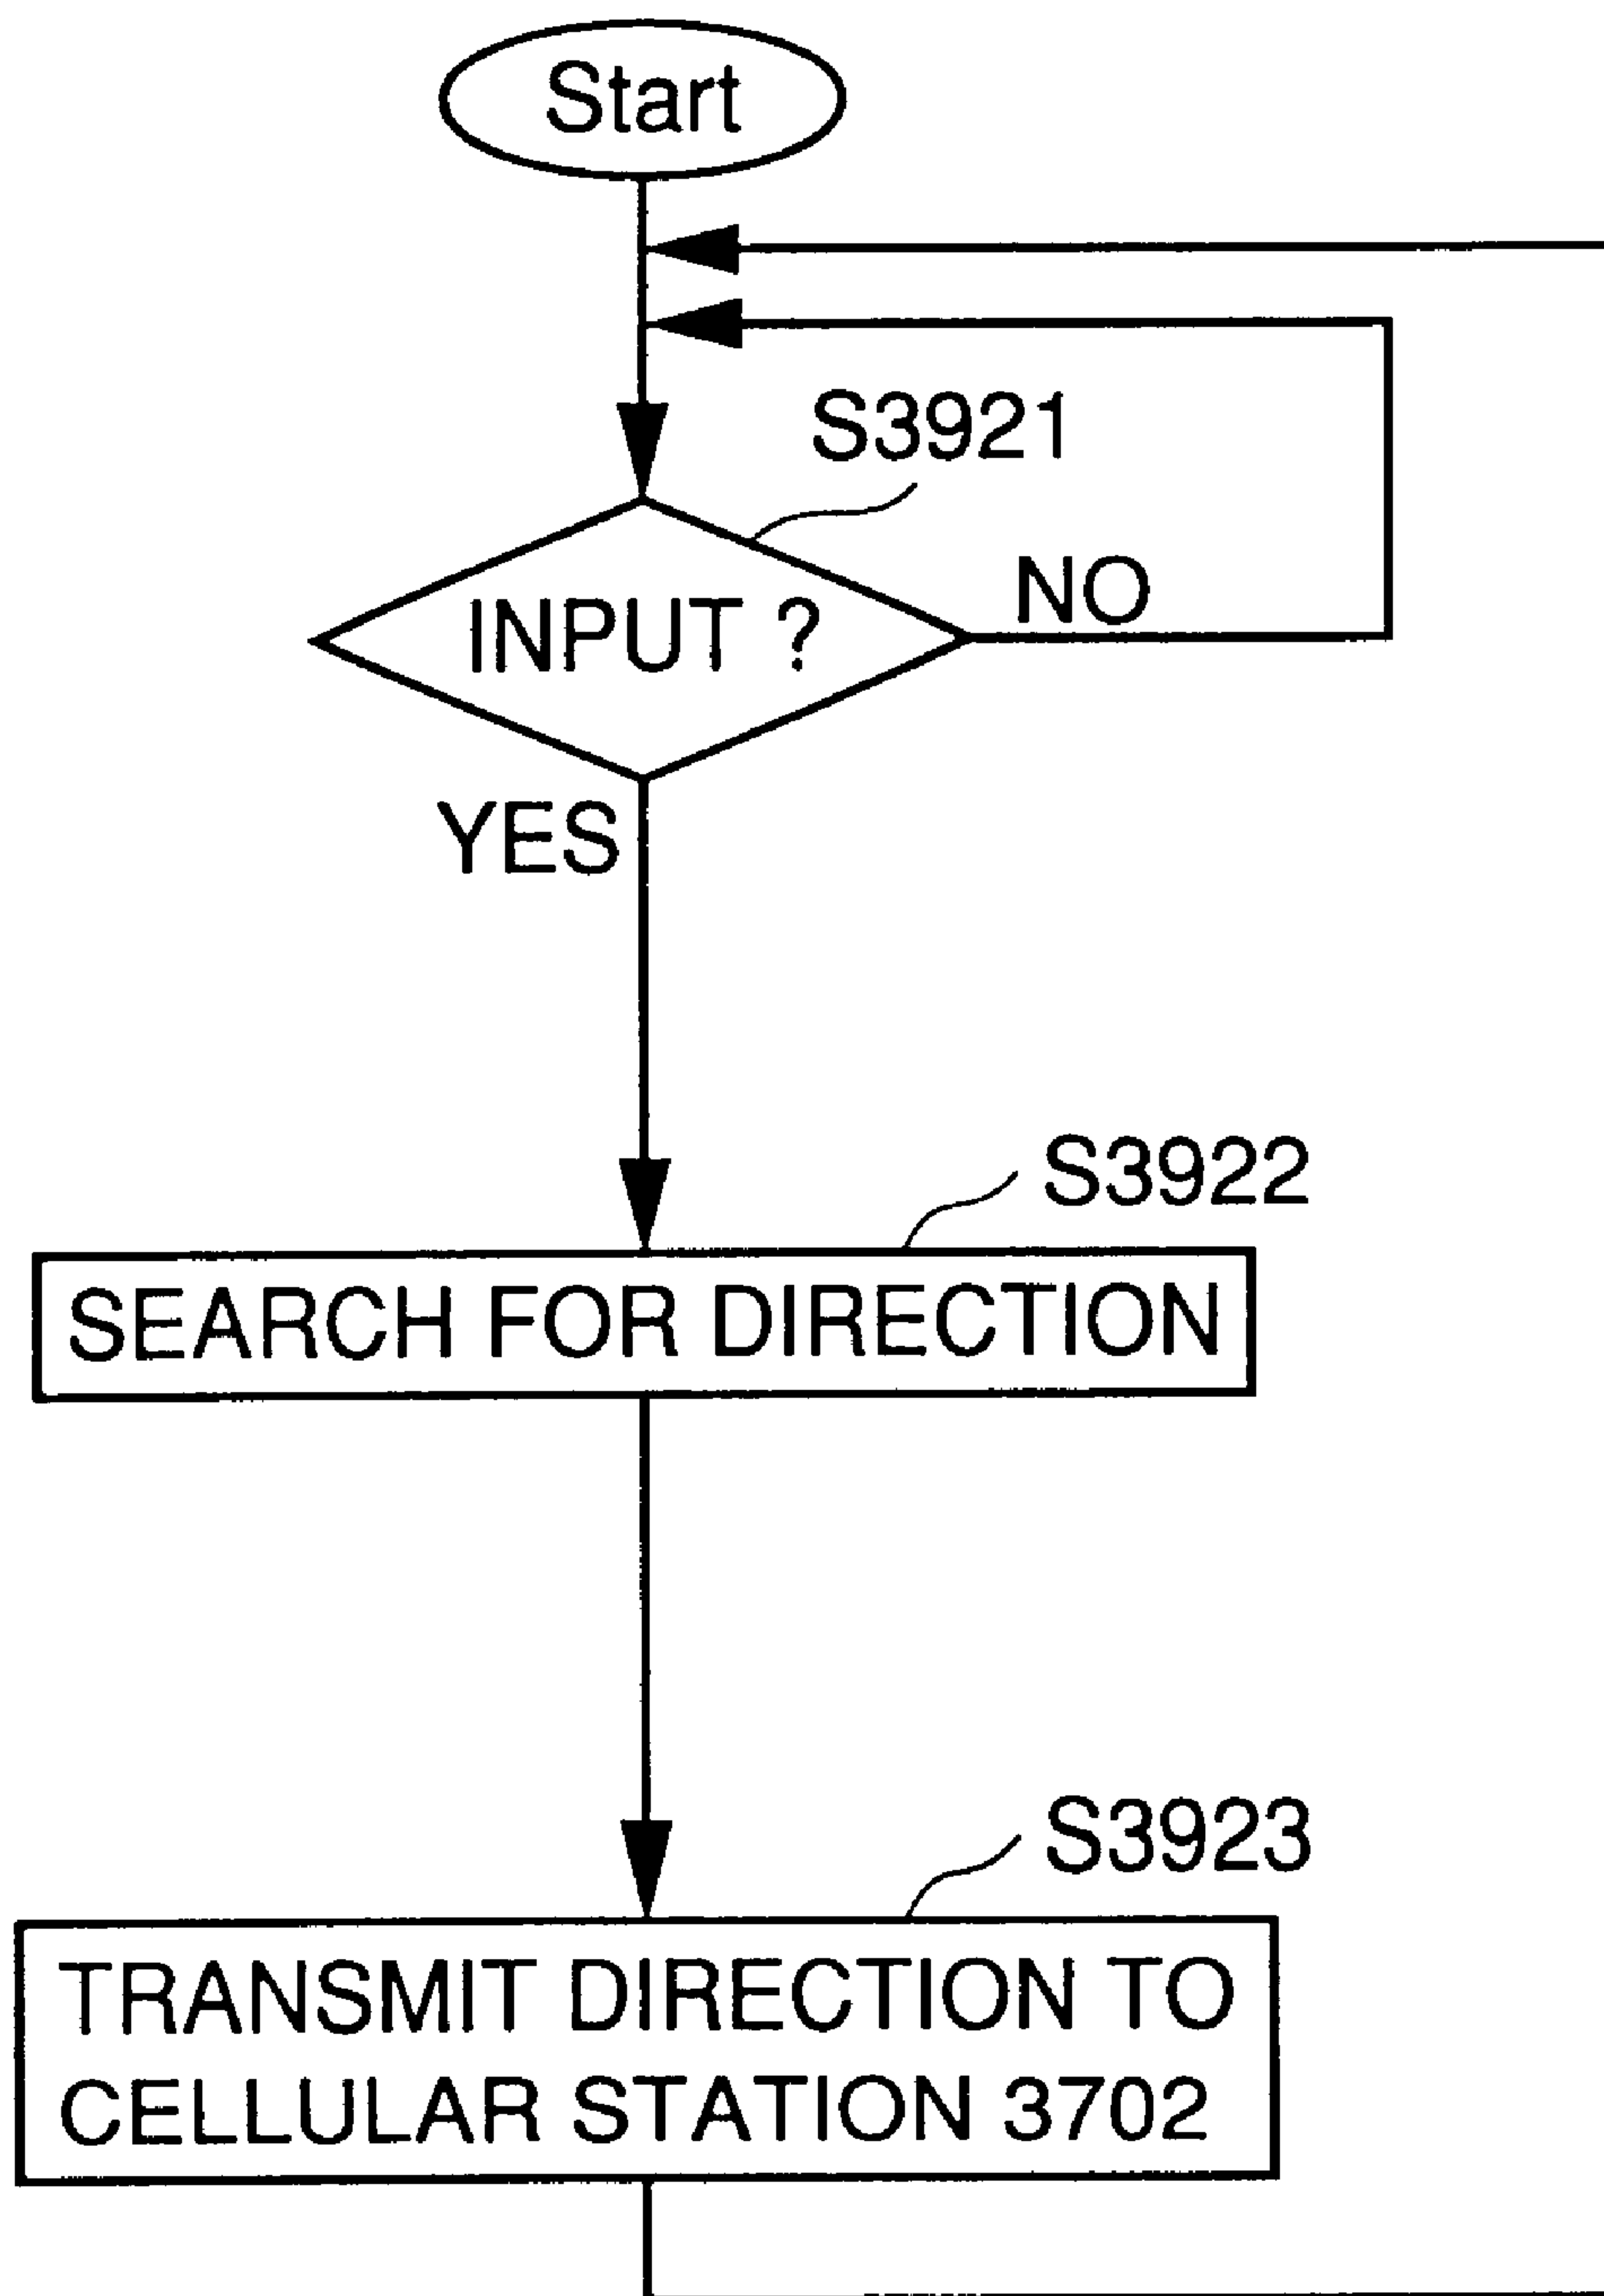 Start
S3921
INPUT ?
NO
YES
S3922
SEARCH FOR DIRECTION
S3923
TRANSMIT DIRECTION TO
CELLULAR STATION 3702